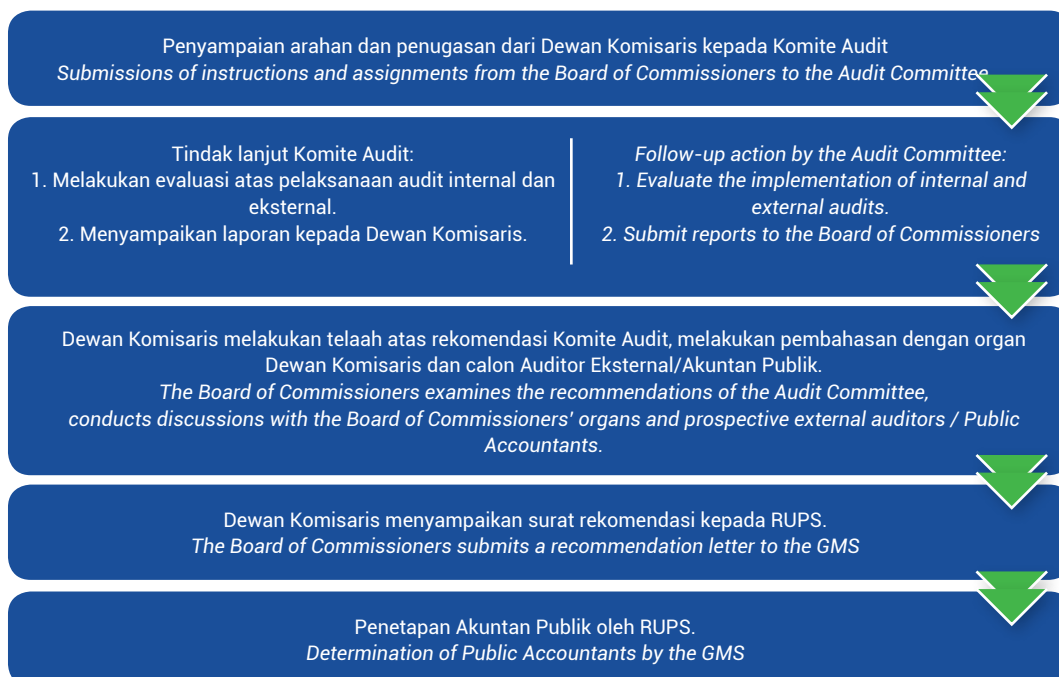 Penyampaian arahan dan penugasan dari Dewan Komisaris kepada Komite Audit
Submissions of instructions and assignments from the Board of Commissioners to the Audit Committee
Tindak lanjut Komite Audit:
1. Melakukan evaluasi atas pelaksanaan audit internal dan
eksternal.
2. Menyampaikan laporan kepada Dewan Komisaris.
Follow-up action by the Audit Committee:
1. Evaluate the implementation of internal and
external audits.
2. Submit reports to the Board of Commissioners
Dewan Komisaris melakukan telaah atas rekomendasi Komite Audit, melakukan pembahasan dengan organ
Dewan Komisaris dan calon Auditor Eksternal/Akuntan Publik.
The Board of Commissioners examines the recommendations of the Audit Committee,
conducts discussions with the Board of Commissioners' organs and prospective external auditors / Public
Accountants.
Dewan Komisaris menyampaikan surat rekomendasi kepada RUPS.
The Board of Commissioners submits a recommendation letter to the GMS
Penetapan Akuntan Publik oleh RUPS.
Determination of Public Accountants by the GMS